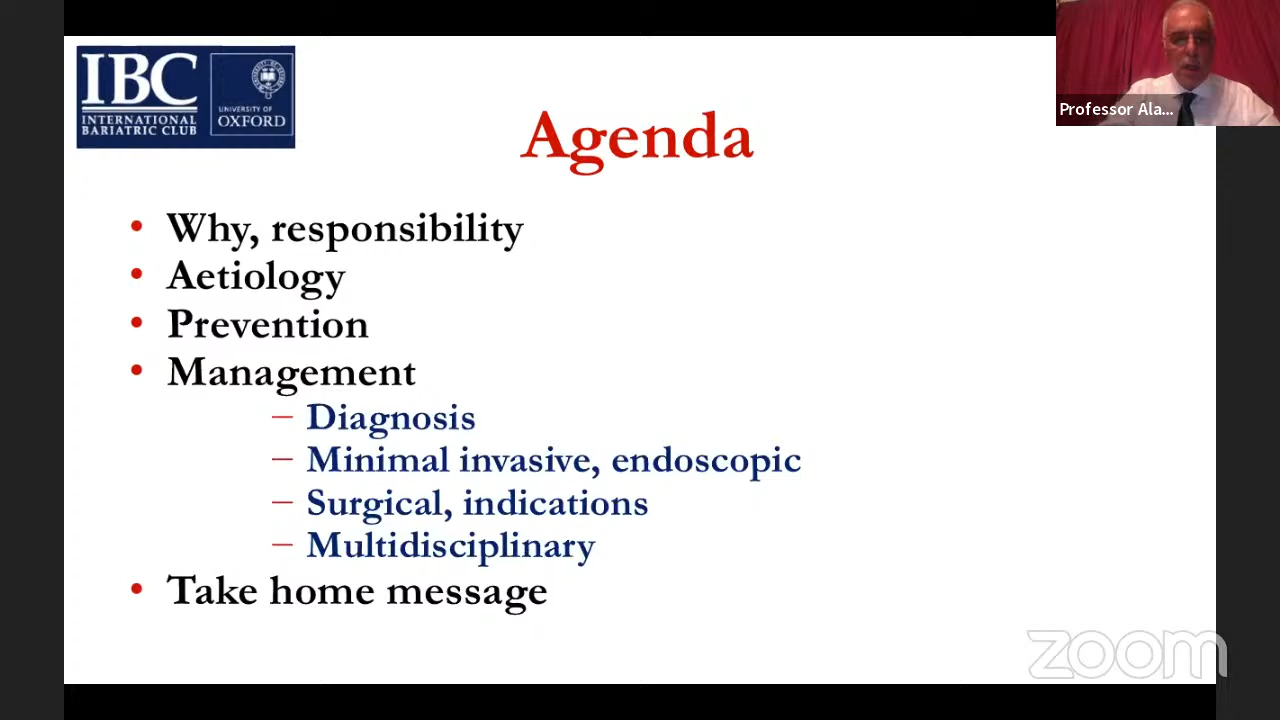 IBC
INTERNATIONAL
BARIATRIC CLUB
UNIVERSITY OF
OXFORD
Professor Ala...
Agenda
• Why, responsibility
• Aetiology
• Prevention
• Management
– Diagnosis
– Minimal invasive, endoscopic
– Surgical, indications
– Multidisciplinary
• Take home message
zoom